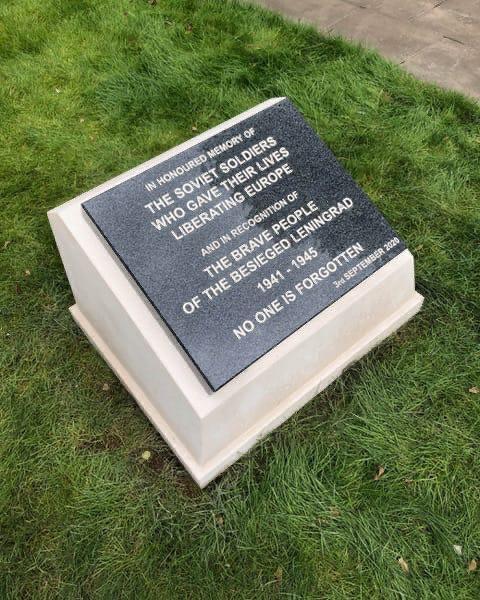 IN HONOURED MEMORY OF
THE SOVIET SOLDIERS
WHO GAVE THEIR LIVES
LIBERATING EUROPE
AND IN RECOGNITION OF
THE BRAVE PEOPLE
OF THE BESIEGED LENINGRAD
1941 - 1945
NO ONE IS FORGOTTEN
3rd SEPTEMBER 2020